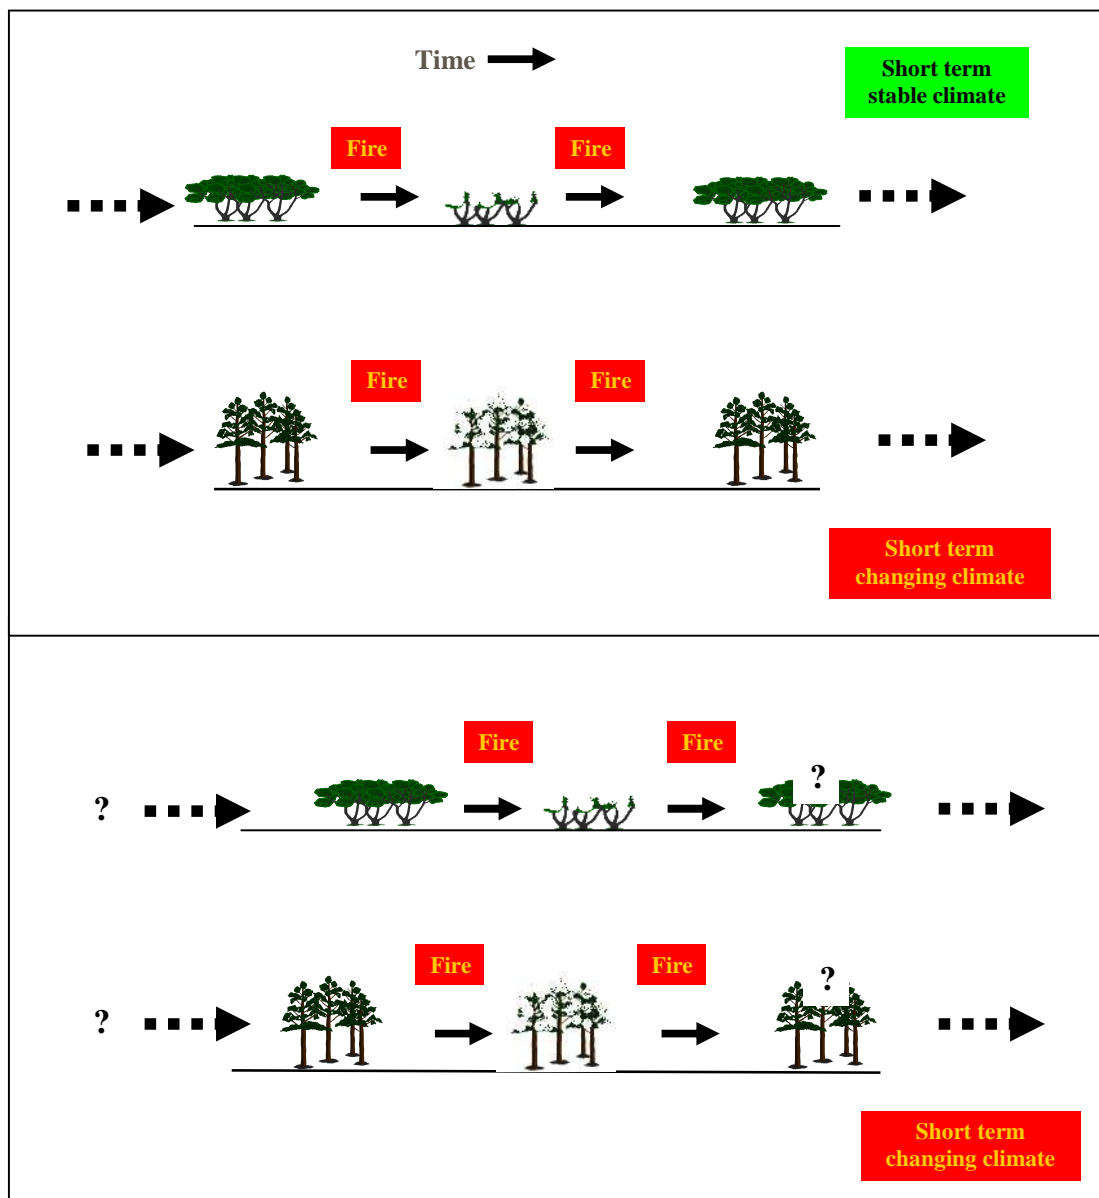 Time
Short term
stable climate
Fire
Fire
Fire
Fire
Short term
changing climate
Fire
Fire
?
?
Fire
Fire
?
?
Short term
changing climate